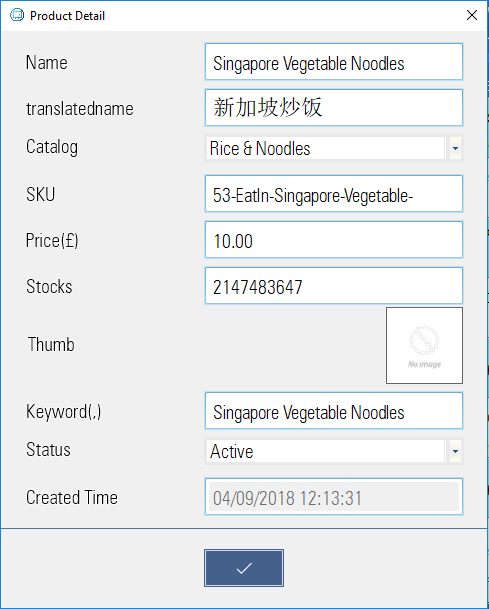 Product Detail
Name Singapore Vegetable Noodles
translatedname 新加坡炒饭
Catalog Rice & Noodles
SKU 53-EatIn-Singapore-Vegetable-
Price(£) 10.00
Stocks 2147483647
Thumb No image
Keyword(,) Singapore Vegetable Noodles
Status Active
Created Time 04/09/2018 12:13:31